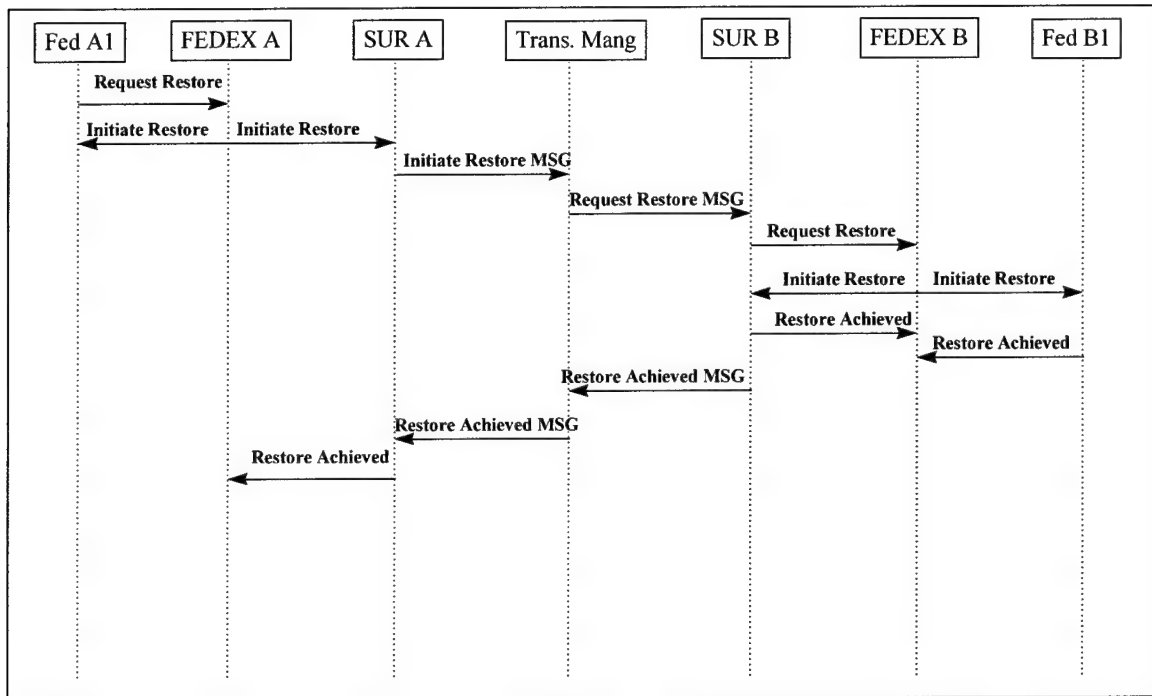 Fed A1 FEDEX A SUR A Trans. Mang SUR B FEDEX B Fed B1
Request Restore
Initiate Restore Initiate Restore
Initiate Restore MSG
Request Restore MSG
Request Restore
Initiate Restore Initiate Restore
Restore Achieved
Restore Achieved
Restore Achieved MSG
Restore Achieved MSG
Restore Achieved